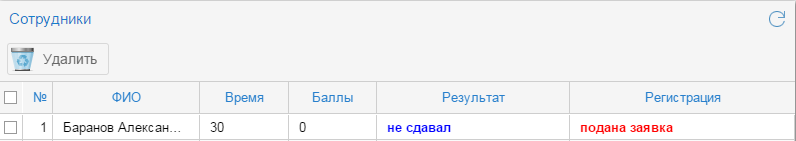 Сотрудники
Удалить
№ ФИО Время Баллы Результат Регистрация
1 Баранов Алексан... 30 0 не сдавал подана заявка